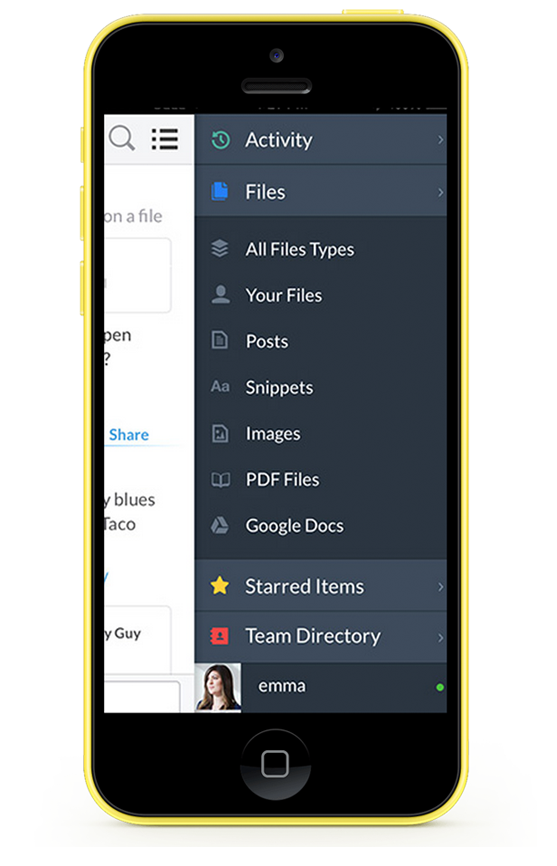 Activity
Files
on a file
All Files Types
Your Files
pen
?
Posts
Aa Snippets
Share
Images
y blues
Taco
PDF Files
Google Docs
y
Starred Items
y Guy
Team Directory
emma